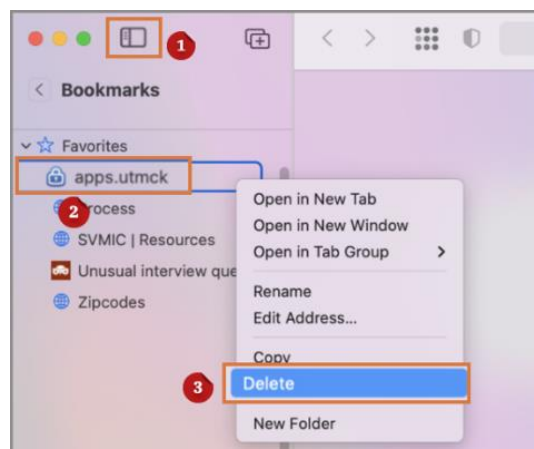 1
Bookmarks
Favorites
apps.utmck
2
rocess
SVMIC | Resources
Unusual interview que
Zipcodes
Open in New Tab
Open in New Window
Open in Tab Group
Rename
Edit Address...
Copy
3
Delete
New Folder